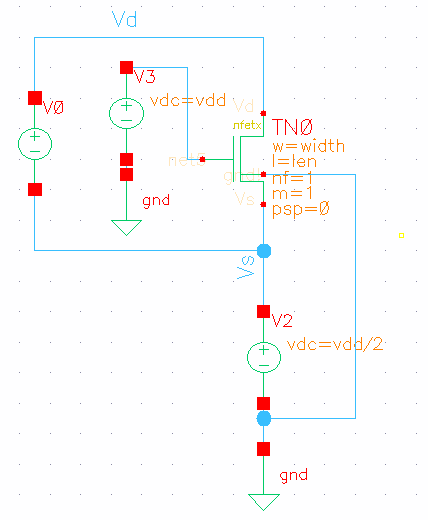 Vd
V0
V3
vdc=vdd
Vd
nfetx
TN0
w=width
l=len
nf=1
m=1
psp=0
Vs
gnd
Vs
V2
vdc=vdd/2
gnd